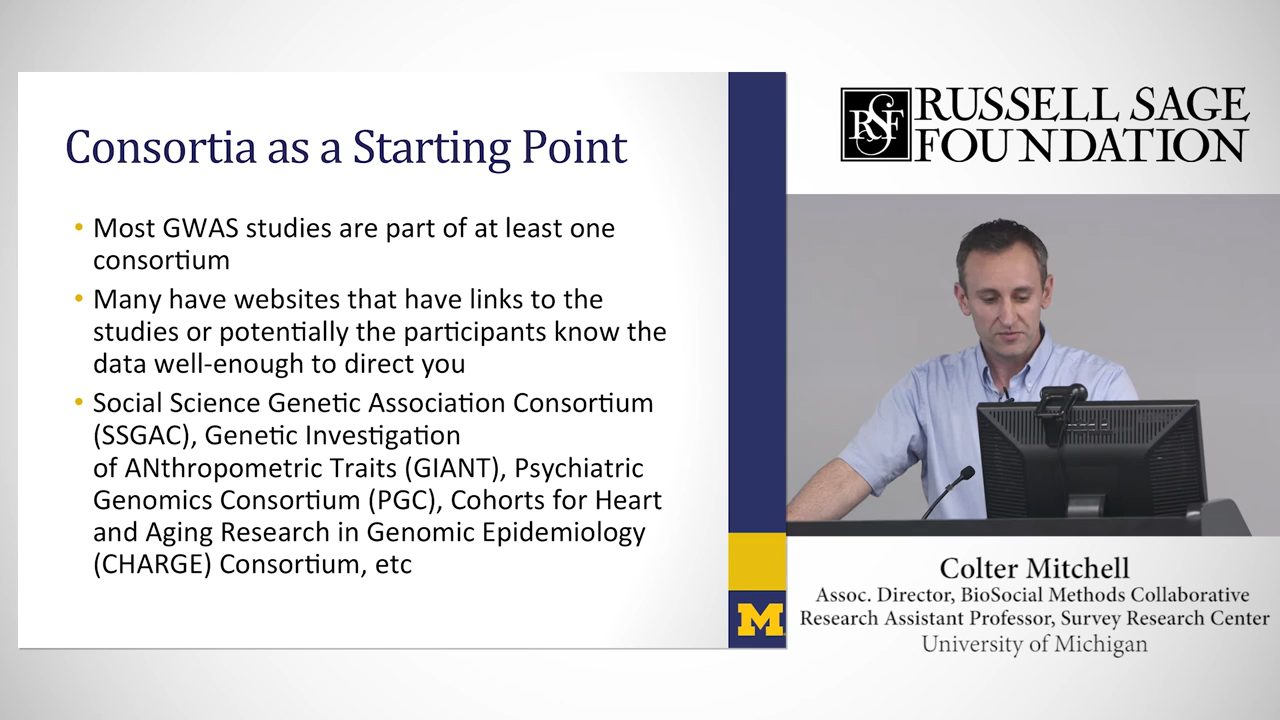 Consortia as a Starting Point
• Most GWAS studies are part of at least one
consortium
• Many have websites that have links to the
studies or potentially the participants know the
data well-enough to direct you
• Social Science Genetic Association Consortium
(SSGAC), Genetic Investigation
of ANthropometric Traits (GIANT), Psychiatric
Genomics Consortium (PGC), Cohorts for Heart
and Aging Research in Genomic Epidemiology
(CHARGE) Consortium, etc
M
RSF
RUSSELL SAGE
FOUNDATION
Colter Mitchell
Assoc. Director, BioSocial Methods Collaborative
Research Assistant Professor, Survey Research Center
University of Michigan